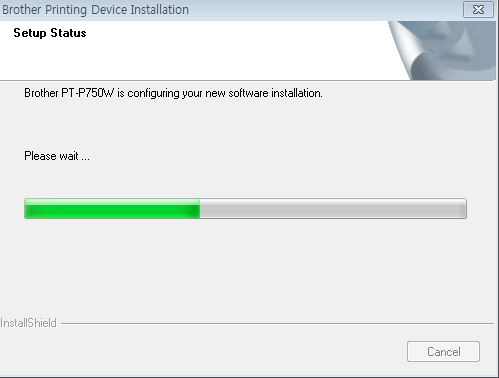 Brother Printing Device Installation
Setup Status
Brother PT-P750W is configuring your new software installation.
Please wait ...
InstallShield
Cancel